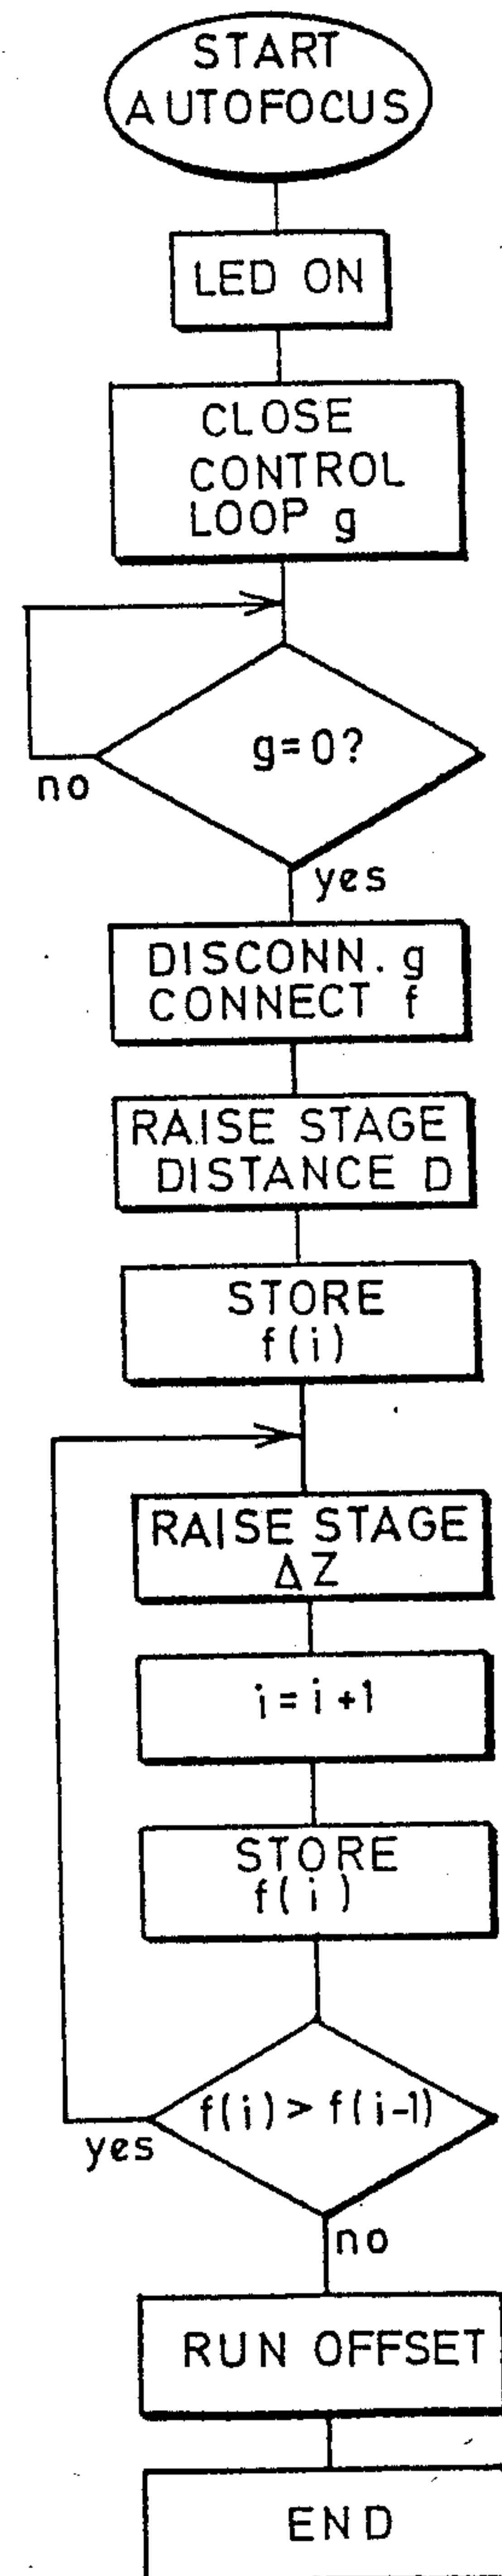 START
AUTOFOCUS
LED ON
CLOSE
CONTROL
LOOP g
g=0?
no
yes
DISCONN. g
CONNECT f
RAISE STAGE
DISTANCE D
STORE
f(i)
RAISE STAGE
ΔZ
i=i+1
STORE
f(i)
f(i)>f(i-1)
yes
no
RUN OFFSET
END